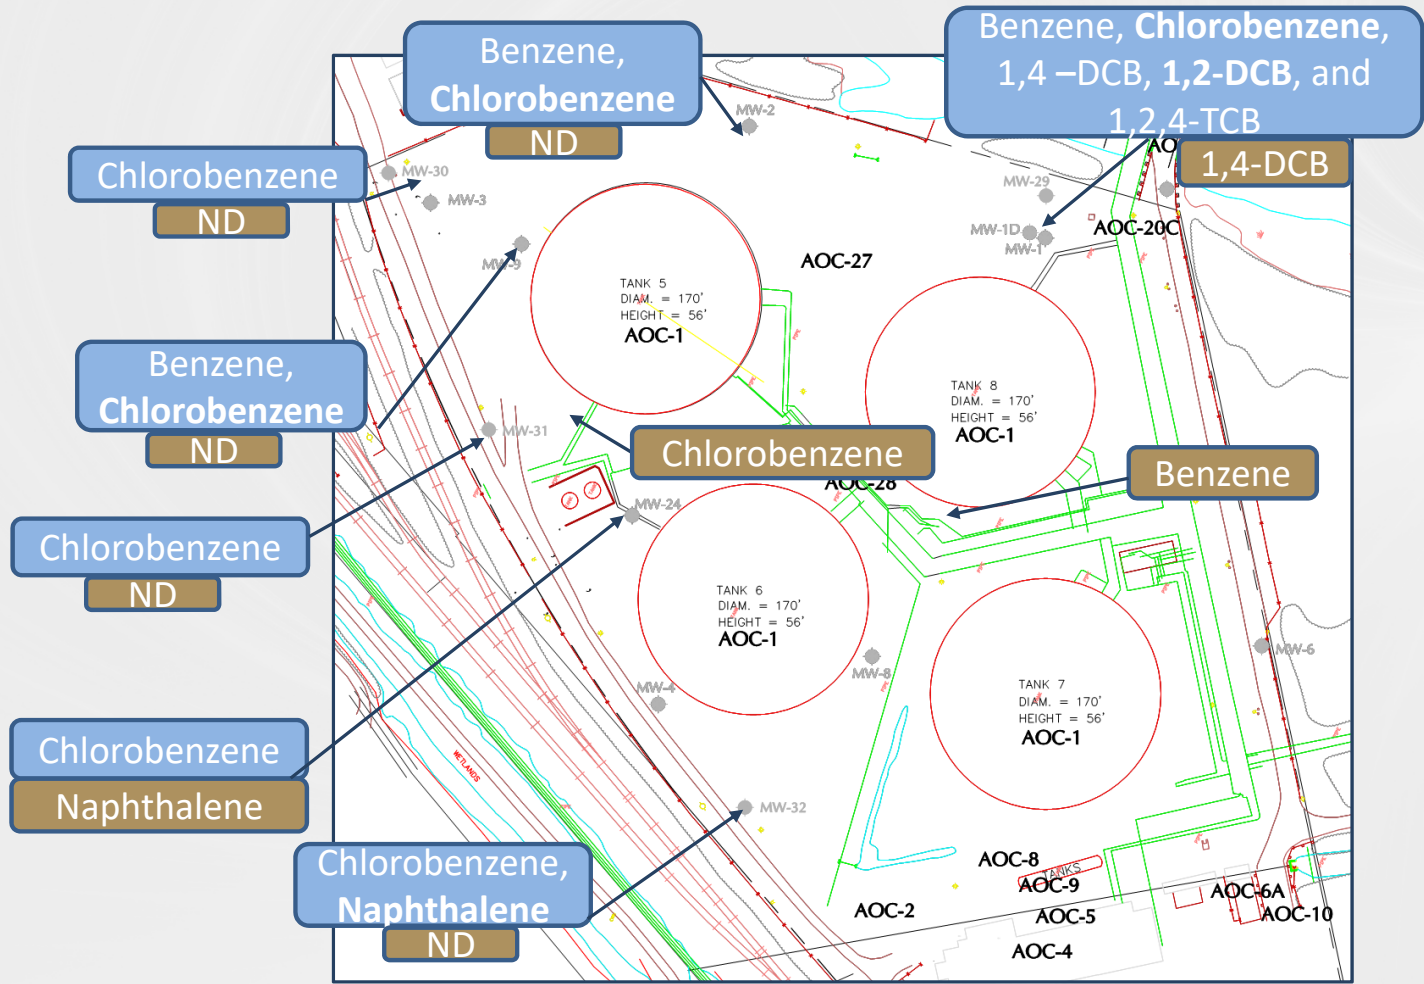 Benzene,
Chlorobenzene
ND
Benzene, Chlorobenzene,
1,4 –DCB, 1,2-DCB, and
1,2,4-TCB
1,4-DCB
Chlorobenzene
ND
MW-2
MW-30
MW-3
MW-9
MW-29
MW-1D
MW-1
AO
AOC-20C
AOC-27
TANK 5
DIAM. = 170'
HEIGHT = 56'
AOC-1
Benzene,
Chlorobenzene
ND
TANK 8
DIAM. = 170'
HEIGHT = 56'
AOC-1
MW-31
Chlorobenzene
Benzene
AOC-28
MW-24
Chlorobenzene
ND
TANK 6
DIAM. = 170'
HEIGHT = 56'
AOC-1
MW-8
MW-6
MW-4
TANK 7
DIAM. = 170'
HEIGHT = 56'
AOC-1
Chlorobenzene
Naphthalene
WETLANDS
MW-32
Chlorobenzene,
Naphthalene
ND
AOC-8
TANKS
AOC-9
AOC-2
AOC-5
AOC-4
AOC-6A
AOC-10